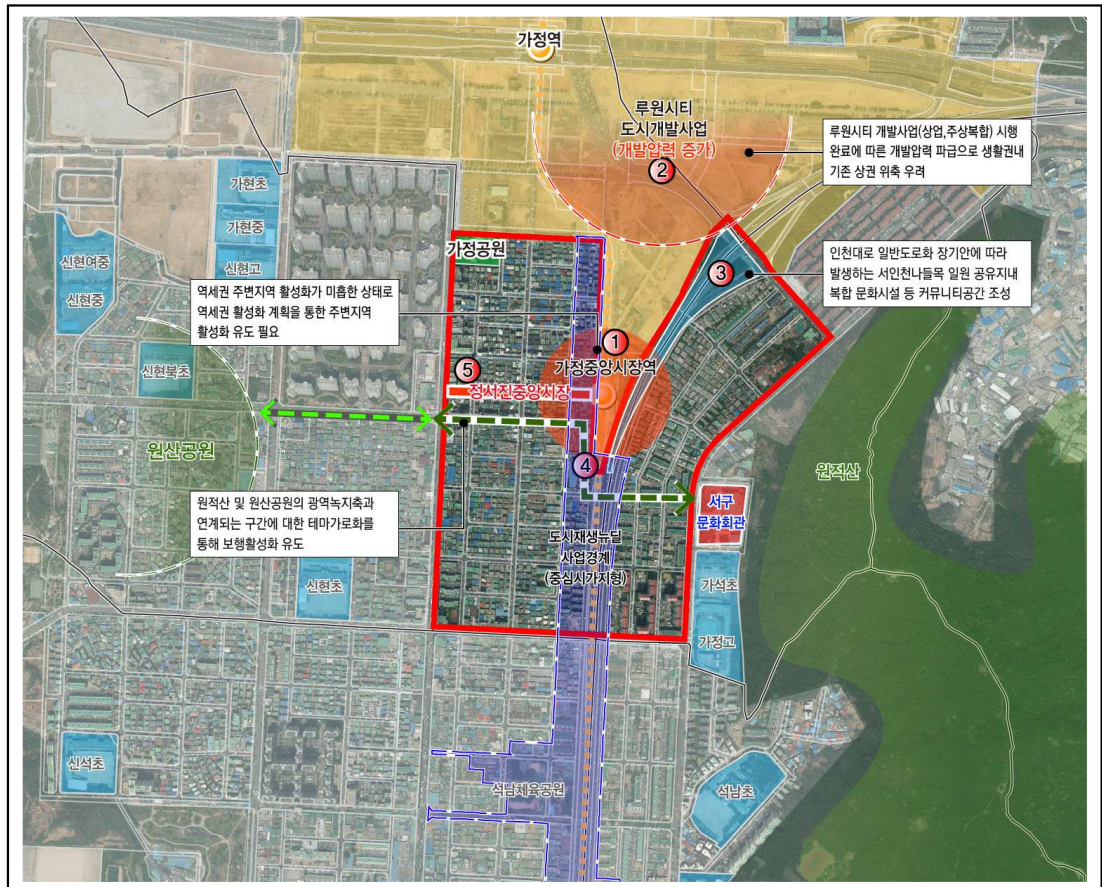 가정역
루원시티
도시개발사업
(개발압력 증가)
②
루원시티 개발사업(상업,주상복합) 시행
완료에 따른 개발압력 파급으로 생활권내
기존 상권 위축 우려
가현초
가현중
신현고
신현여중
신현중
가정공원
③
인천대로 일반도로화 장기안에 따라
발생하는 서인천나들목 일원 공유지내
복합 문화시설 등 커뮤니티공간 조성
역세권 주변지역 활성화가 미흡한 상태로
역세권 활성화 계획을 통한 주변지역
활성화 유도 필요
①
가정중앙시장역
신현북초
⑤
정서진중앙시장
원산공원
④
원적산
서구
문화회관
원적산 및 원산공원의 광역녹지축과
연계되는 구간에 대한 테마가로화를
통해 보행활성화 유도
도시재생뉴딜
사업경계
(중심시가지형)
신현초
가석초
가정고
신석초
석남체육공원
석남초